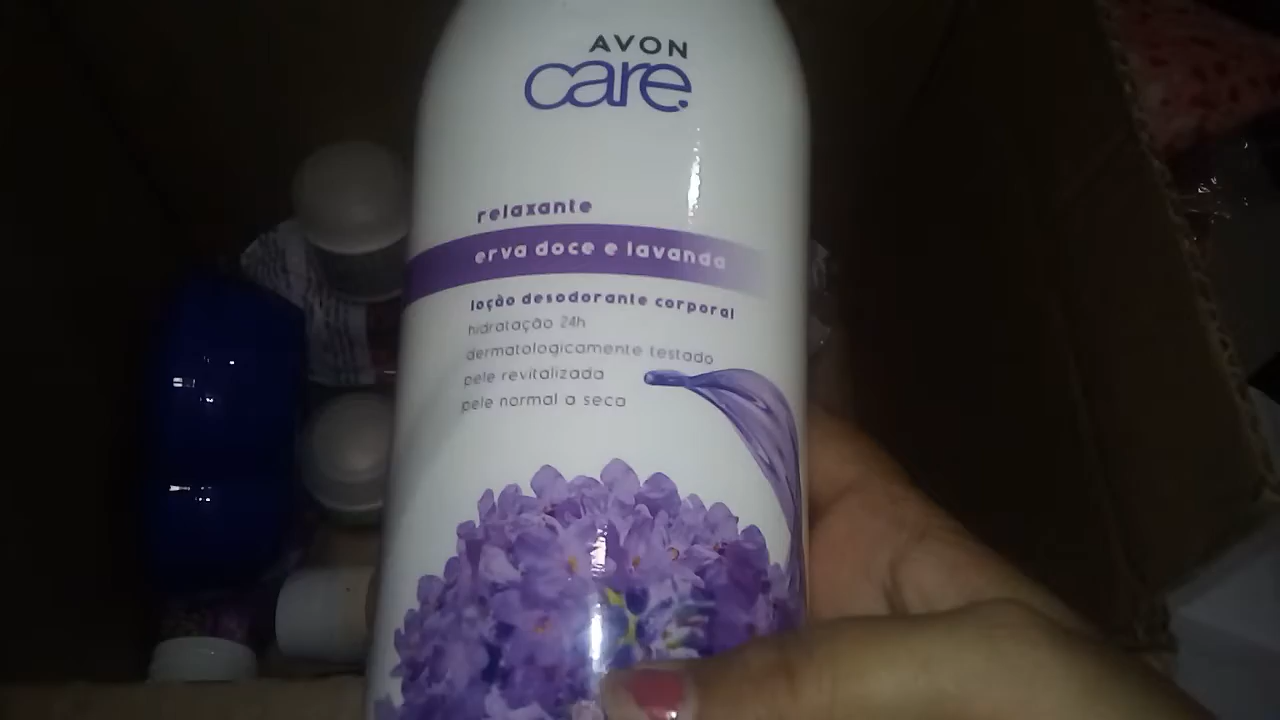 AVON
care.
relaxante
erva doce e lavanda
loção desodorante corporal
hidratação 24h
dermatologicamente testado
pele revitalizada
pele normal a seca